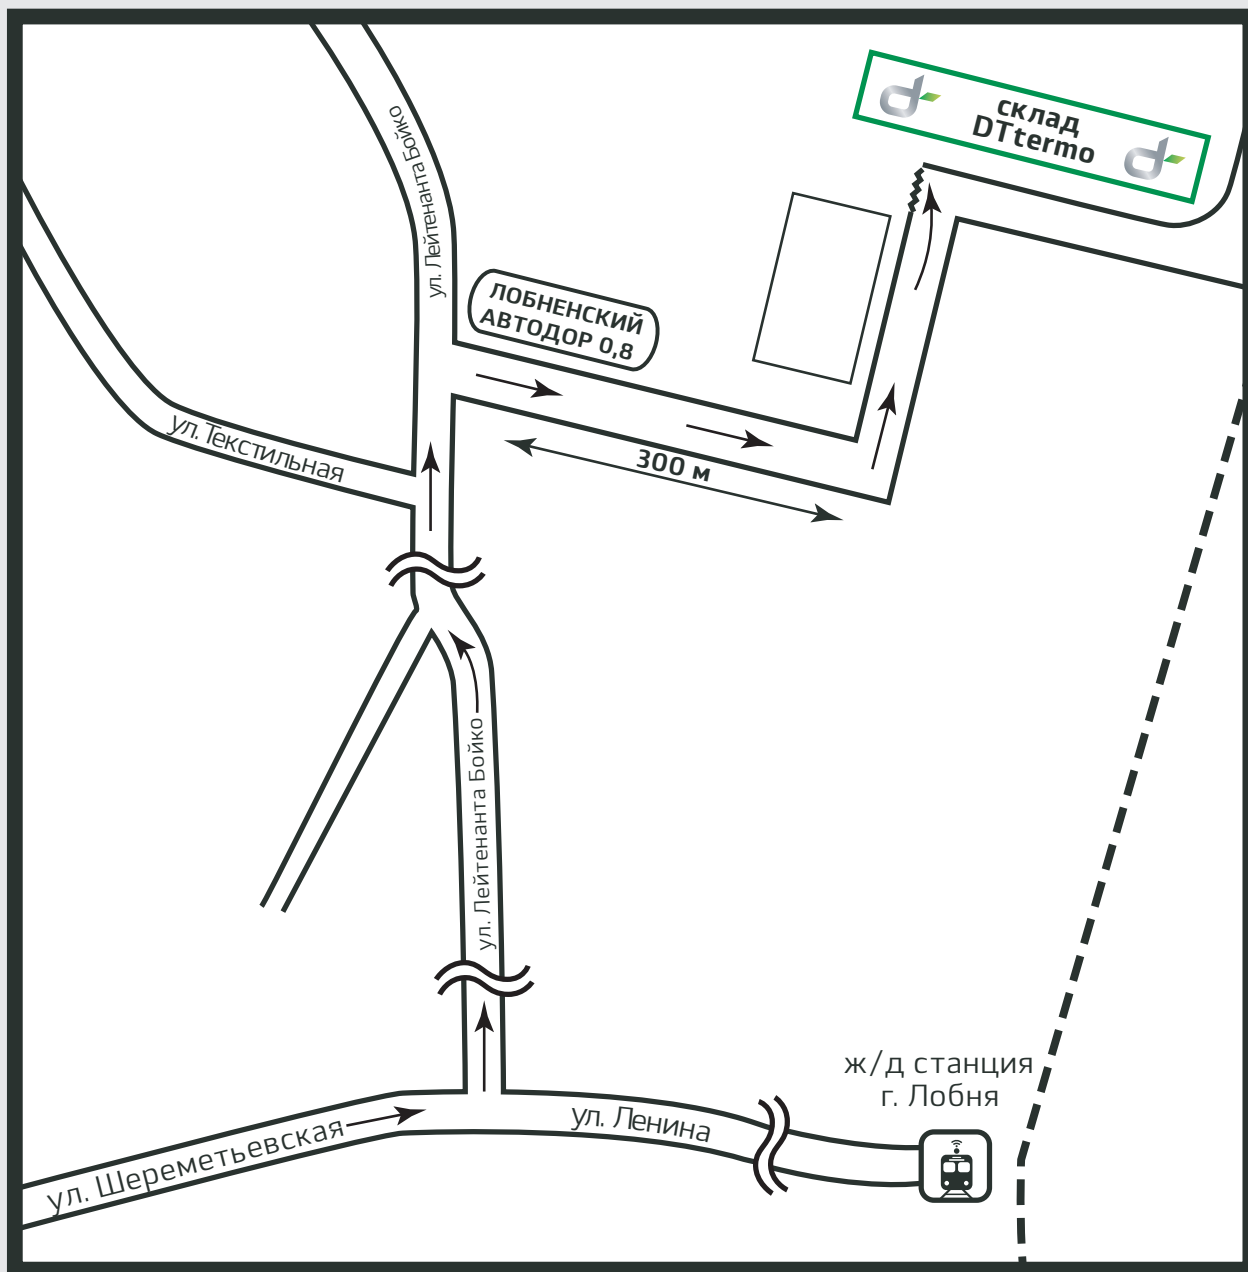 ул. Лейтенанта Бойко
склад
DTtermo
ЛОБНЕНСКИЙ
АВТОДОР 0,8
ул. Текстильная
300 м
ул. Лейтенанта Бойко
ж/д станция
г. Лобня
ул. Ленина
ул. Шереметьевская